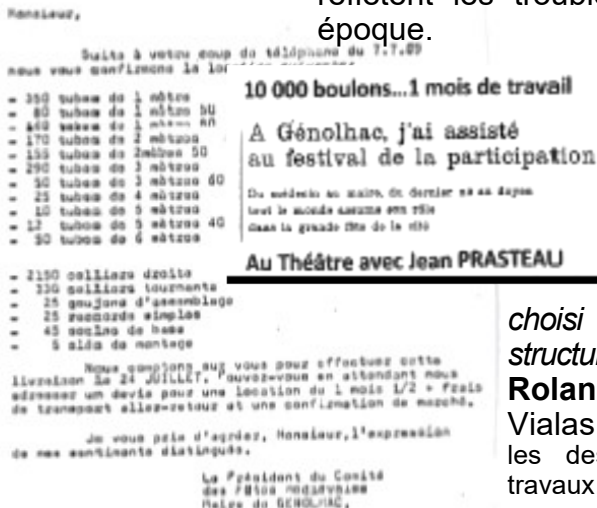 reflètent les
époque.
Monsieur,
Suite à votre coup de téléphone du 7.7.89
nous vous confirmons la
- 350 tubes de 1 mètre
- 80 tubes de 1 mètre 50
- tubes de 1 mètre 80
- 170 tubes de 2 mètres
- 155 tubes de 2mètres 50
- 290 tubes de 3 mètres
- 50 tubes de 3 mètres 60
- 25 tubes de 4 mètres
- 10 tubes de 5 mètres
- 12 tubes de 5 mètres 40
- 50 tubes de 6 mètres
- 2150 colliers droits
- 330 colliers tournants
- 25 goujons d'assemblage
- 25 raccords simples
- 45 socles de base
- 5 de montage
Nous comptons sur vous pour effectuer cette
livraison le 24 JUILLET. Pouvez-vous en attendant nous
adresser un devis pour une location de 1 mois 1/2 + frais
de transport aller-retour et une confirmation de marché.
Je vous prie d'agréer, Monsieur, l'expression
de mes sentiments distingués.
Le Président du Comité
des Fêtes médiévales
Maire de GENOLHAC,
10 000 boulons...1 mois de travail
A Génolhac, j'ai assisté
au festival de la participation
Du médecin au maire, du dernier né au doyen
tout le monde assume son rôle
dans la grande fête de la cité
Au Théâtre avec Jean PRASTEAU
choisi
Vialas
travaux